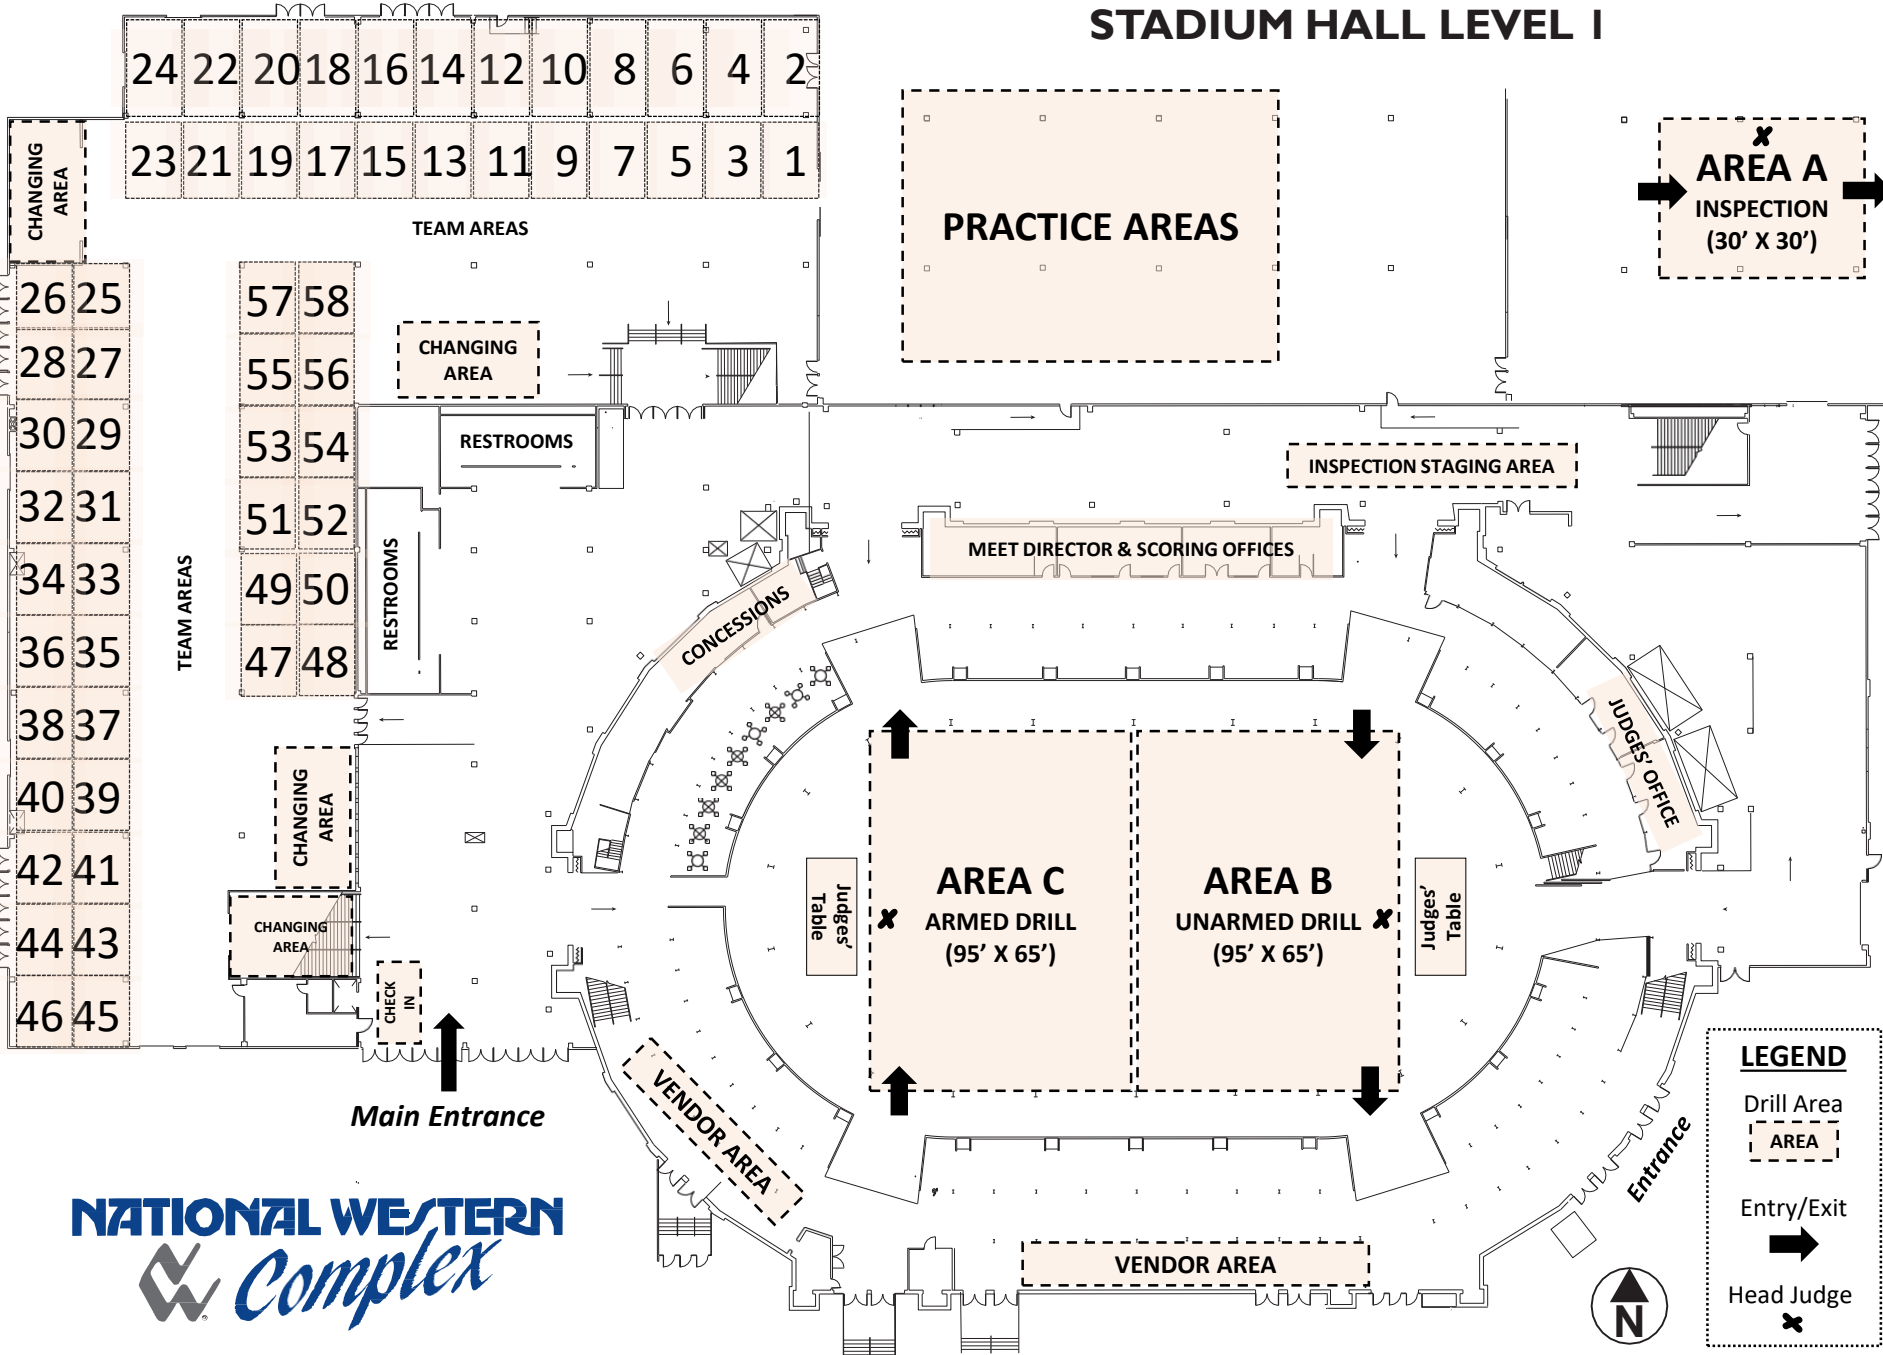 STADIUM HALL LEVEL 1
24 22 20 18 16 14 12 10 8 6 4 2
23 21 19 17 15 13 11 9 7 5 3 1
CHANGING
AREA
TEAM AREAS
PRACTICE AREAS
AREA A
INSPECTION
(30’ X 30’)
26 25
28 27
30 29
32 31
34 33
36 35
38 37
40 39
42 41
44 43
46 45
TEAM AREAS
57 58
55 56
53 54
51 52
49 50
47 48
CHANGING
AREA
RESTROOMS
RESTROOMS
INSPECTION STAGING AREA
MEET DIRECTOR & SCORING OFFICES
CONCESSIONS
JUDGES’ OFFICE
CHANGING
AREA
CHANGING
AREA
CHECK
IN
Main Entrance
Judges’
Table
AREA C
ARMED DRILL
(95’ X 65’)
AREA B
UNARMED DRILL
(95’ X 65’)
Judges’
Table
VENDOR AREA
VENDOR AREA
Entrance
LEGEND
Drill Area
AREA
Entry/Exit
Head Judge
N
NATIONAL WESTERN
Complex